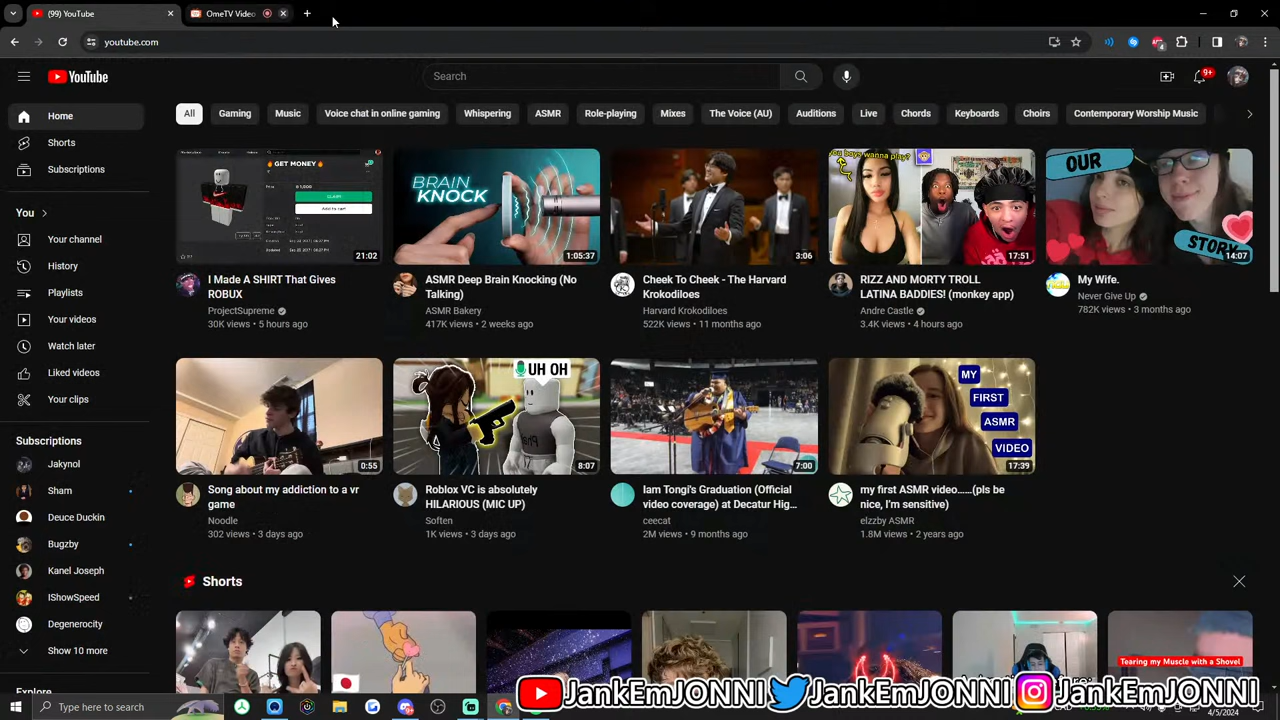 (99) YouTube
OmeTV Video
youtube.com
YouTube
Search
9+
Home
Shorts
Subscriptions
You
Your channel
History
Playlists
Your videos
Watch later
Liked videos
Your clips
Subscriptions
Jakynol
Sham
Deuce Duckin
Bugzby
Kanel Joseph
IShowSpeed
Degenerocity
Show 10 more
Explore
All
Gaming
Music
Voice chat in online gaming
Whispering
ASMR
Role-playing
Mixes
The Voice (AU)
Auditions
Live
Chords
Keyboards
Choirs
Contemporary Worship Music
GET MONEY
CLAIM
Add to cart
21:02
I Made A SHIRT That Gives
ROBUX
ProjectSupreme
30K views • 5 hours ago
BRAIN
KNOCK
1:05:37
ASMR Deep Brain Knocking (No
Talking)
ASMR Bakery
417K views • 2 weeks ago
3:06
Cheek To Cheek - The Harvard
Krokodiloes
Harvard Krokodiloes
522K views • 11 months ago
you boys wanna play?
17:51
RIZZ AND MORTY TROLL
LATINA BADDIES! (monkey app)
Andre Castle
3.4K views • 4 hours ago
OUR
STORY
14:07
My Wife.
Never Give Up
782K views • 3 months ago
0:55
Song about my addiction to a vr
game
Noodle
302 views • 3 days ago
UH OH
8:07
Roblox VC is absolutely
HILARIOUS (MIC UP)
Soften
1K views • 3 days ago
7:00
Iam Tongi's Graduation (Official
video coverage) at Decatur Hig...
ceecat
2M views • 9 months ago
MY
FIRST
ASMR
VIDEO
17:39
my first ASMR video......(pls be
nice, I'm sensitive)
elzzby ASMR
1.8M views • 2 years ago
Shorts
Tearing my Muscle with a Shovel
Type here to search
JankEmJONNI
JankEmJONNI
JankEmJONNI
4/5/2024